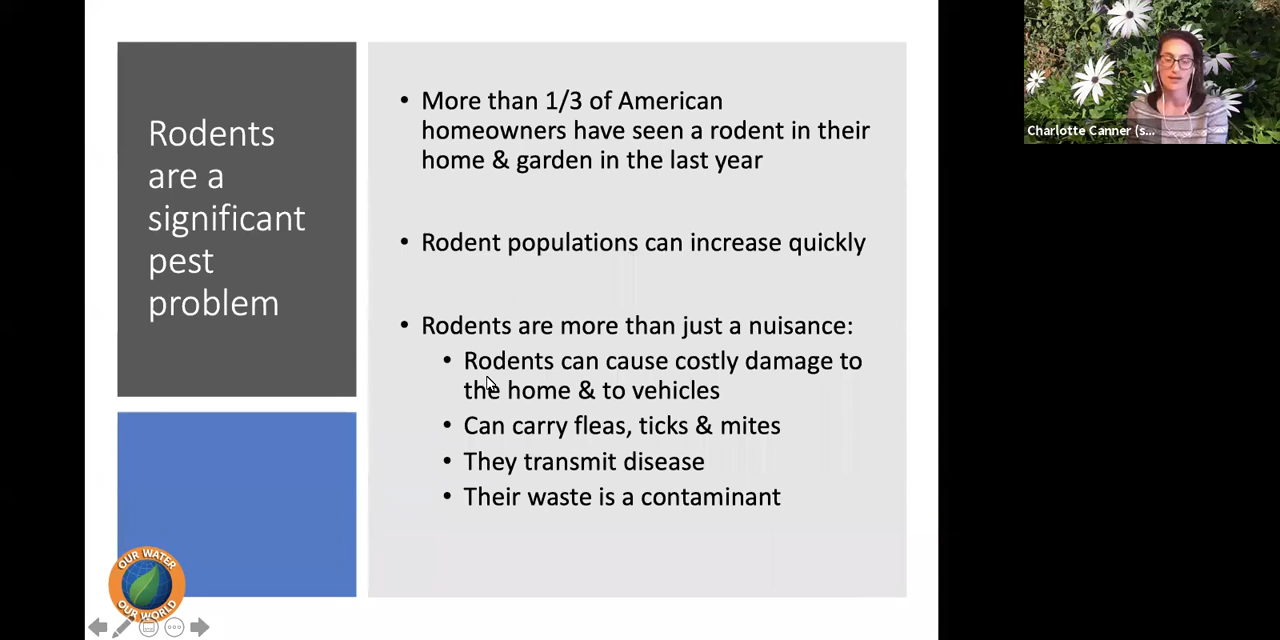 Rodents
are a
significant
pest
problem
• More than 1/3 of American
homeowners have seen a rodent in their
home & garden in the last year
• Rodent populations can increase quickly
• Rodents are more than just a nuisance:
• Rodents can cause costly damage to
the home & to vehicles
• Can carry fleas, ticks & mites
• They transmit disease
• Their waste is a contaminant
OUR WATER
OUR WORLD
Charlotte Canner (s...